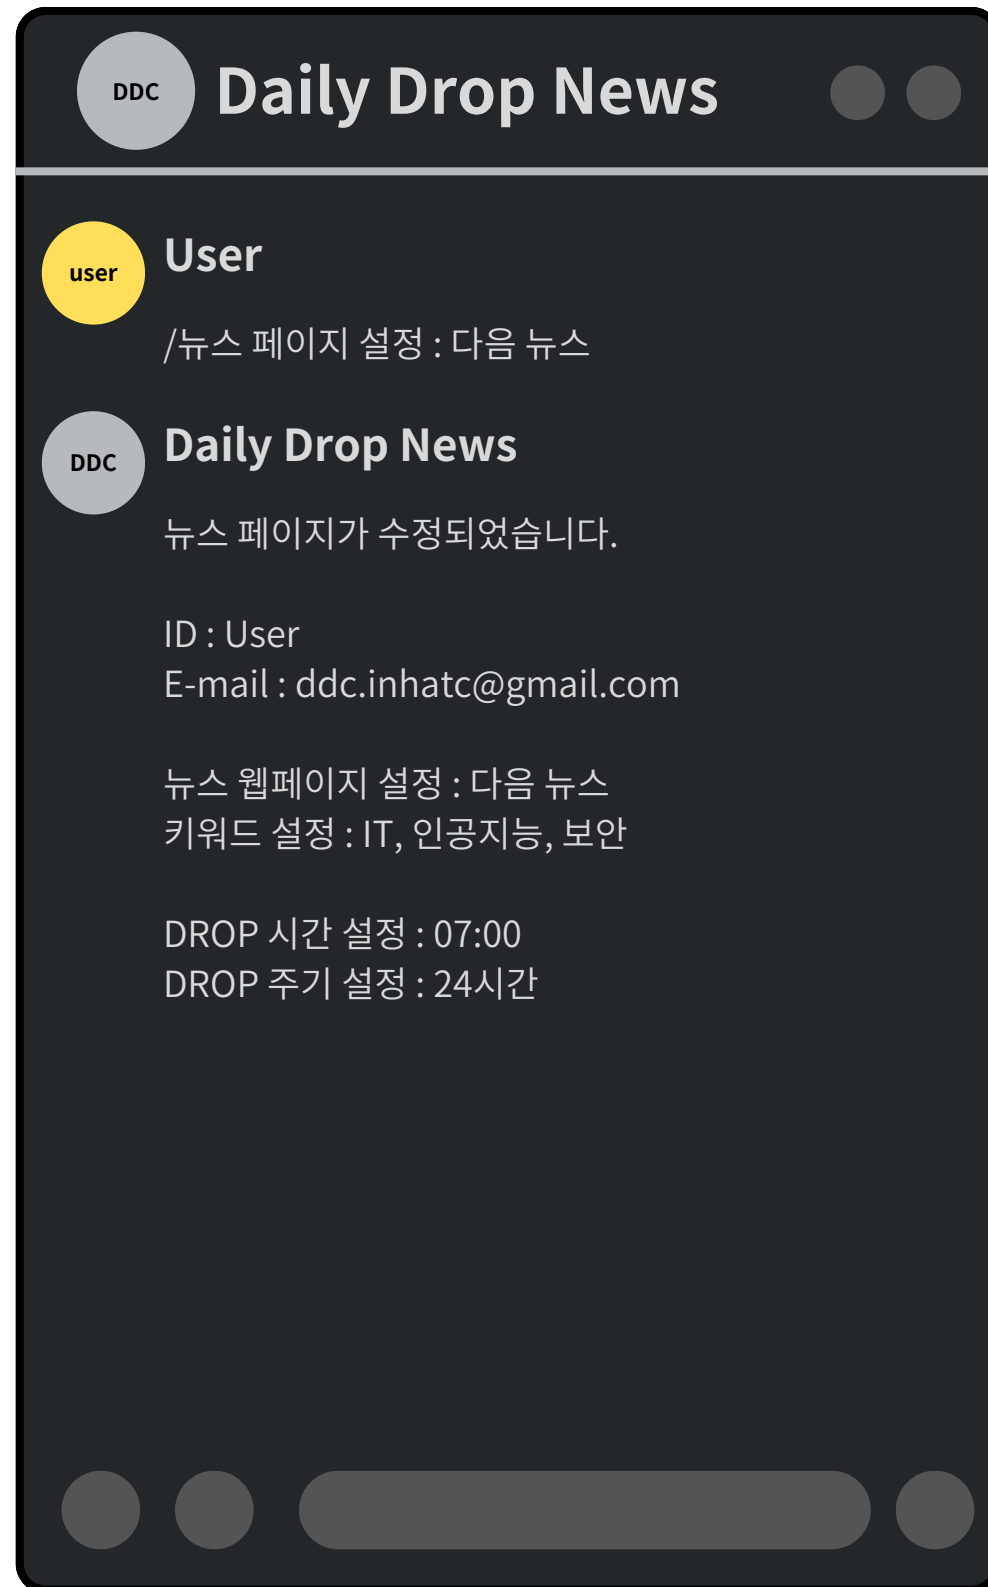 DDC
Daily Drop News
user
User
/뉴스 페이지 설정 : 다음 뉴스
DDC
Daily Drop News
뉴스 페이지가 수정되었습니다.
ID : User
E-mail : ddc.inhatc@gmail.com
뉴스 웹페이지 설정 : 다음 뉴스
키워드 설정 : IT, 인공지능, 보안
DROP 시간 설정 : 07:00
DROP 주기 설정 : 24시간